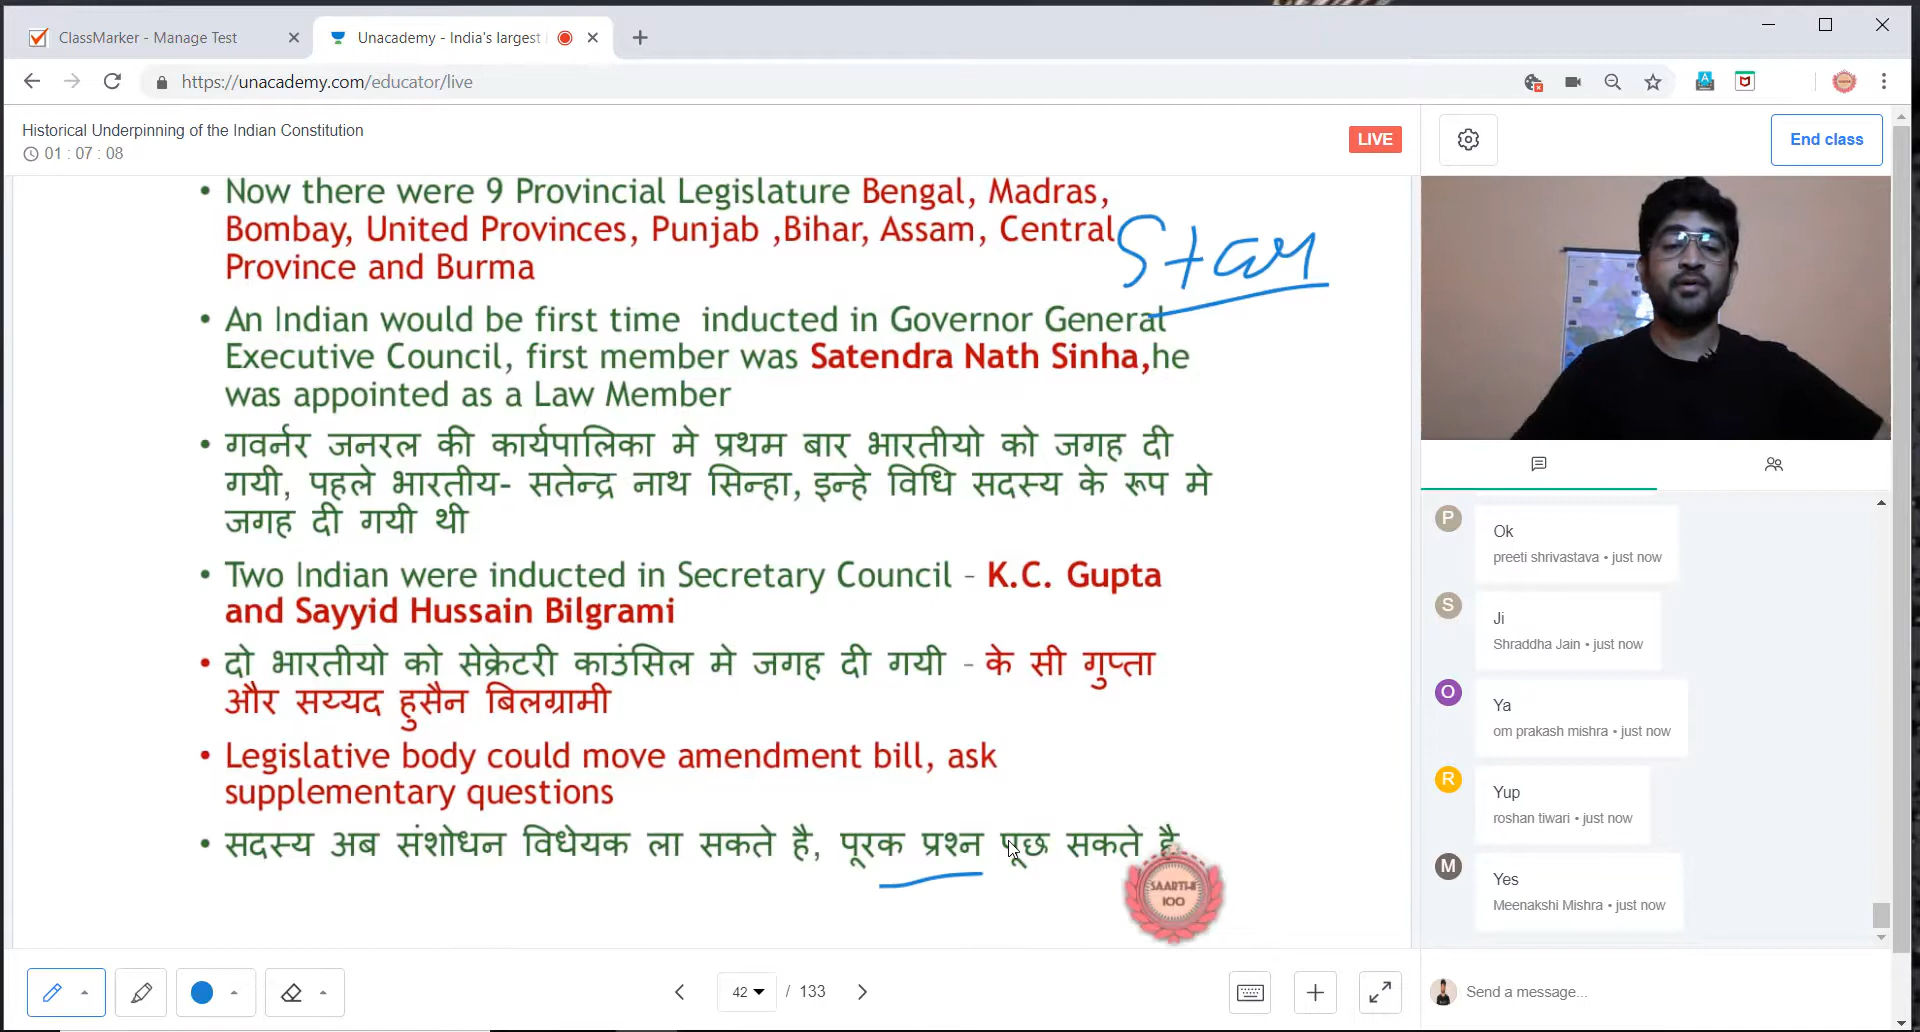 ClassMarker - Manage Test
Unacademy - India's largest
https://unacademy.com/educator/live
Historical Underpinning of the Indian Constitution
01 : 07 : 08
LIVE
End class
• Now there were 9 Provincial Legislature Bengal, Madras,
Bombay, United Provinces, Punjab ,Bihar, Assam, Central
Province and Burma
Star
• An Indian would be first time inducted in Governor General
Executive Council, first member was Satendra Nath Sinha,he
was appointed as a Law Member
• गवर्नर जनरल की कार्यपालिका मे प्रथम बार भारतीयो को जगह दी
गयी, पहले भारतीय- सतेन्द्र नाथ सिन्हा, इन्हे विधि सदस्य के रूप मे
जगह दी गयी थी
• Two Indian were inducted in Secretary Council - K.C. Gupta
and Sayyid Hussain Bilgrami
• दो भारतीयो को सेक्रेटरी काउंसिल मे जगह दी गयी - के सी गुप्ता
और सय्यद हुसैन बिलग्रामी
• Legislative body could move amendment bill, ask
supplementary questions
• सदस्य अब संशोधन विधेयक ला सकते है, पूरक प्रश्न पूछ सकते है
SAARTHI
100
P
Ok
preeti shrivastava • just now
S
Ji
Shraddha Jain • just now
O
Ya
om prakash mishra • just now
R
Yup
roshan tiwari • just now
M
Yes
Meenakshi Mishra • just now
42 / 133
Send a message...